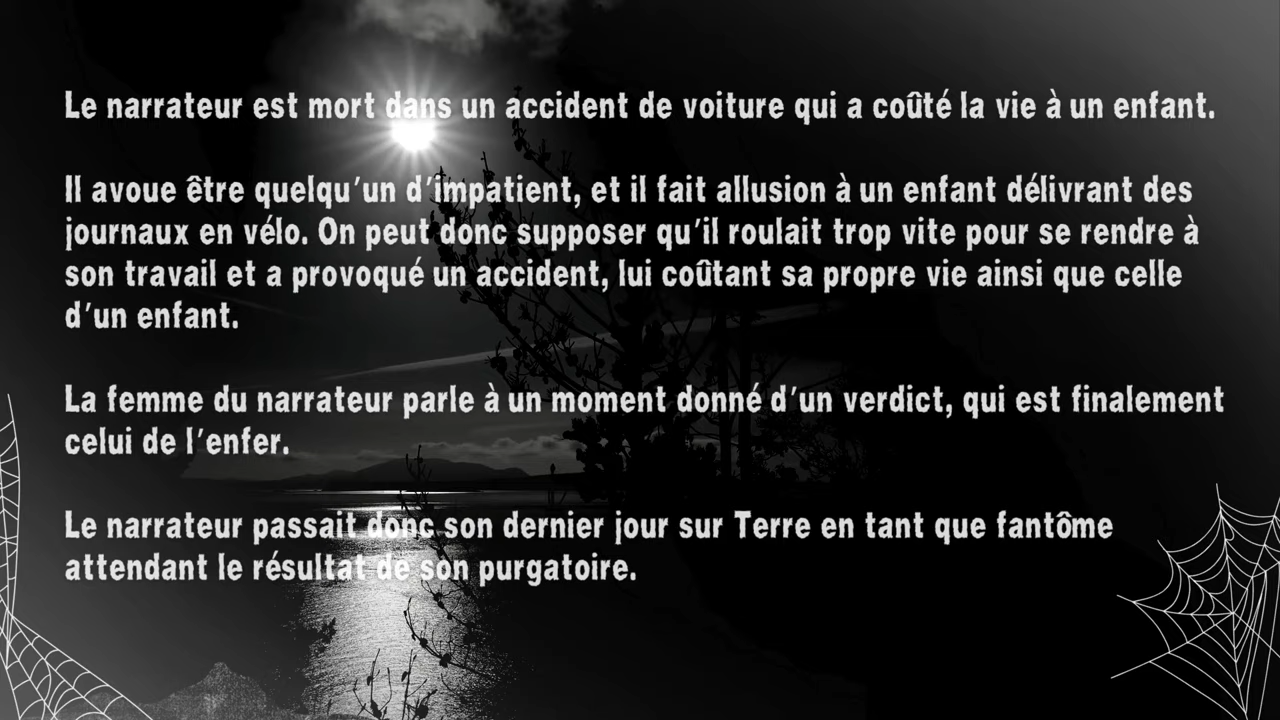 Le narrateur est mort dans un accident de voiture qui a coûté la vie à un enfant.
Il avoue être quelqu'un d'impatient, et il fait allusion à un enfant délivrant des
journaux en vélo. On peut donc supposer qu'il roulait trop vite pour se rendre à
son travail et a provoqué un accident, lui coûtant sa propre vie ainsi que celle
d'un enfant.
La femme du narrateur parle à un moment donné d'un verdict, qui est finalement
celui de l'enfer.
Le narrateur passait donc son dernier jour sur Terre en tant que fantôme
attendant le résultat de son purgatoire.